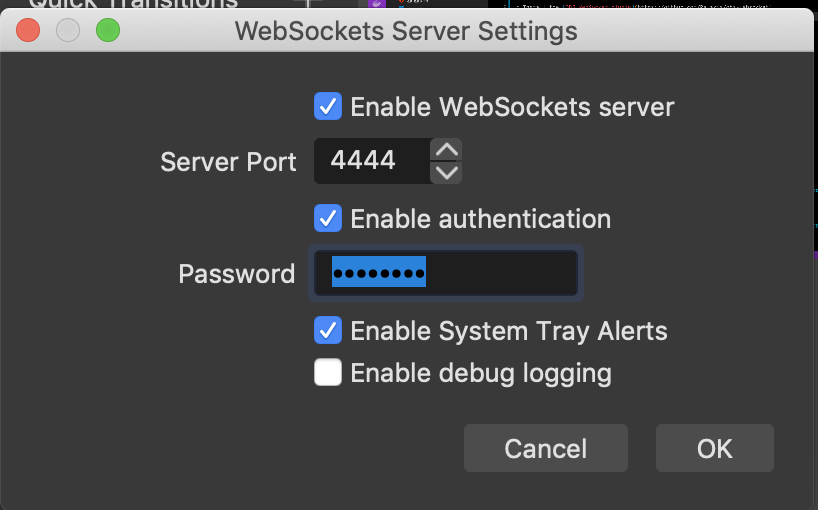 Quick Transitions
WebSockets Server Settings
Enable WebSockets server
Server Port 4444
Enable authentication
Password ••••••••
Enable System Tray Alerts
Enable debug logging
Cancel OK